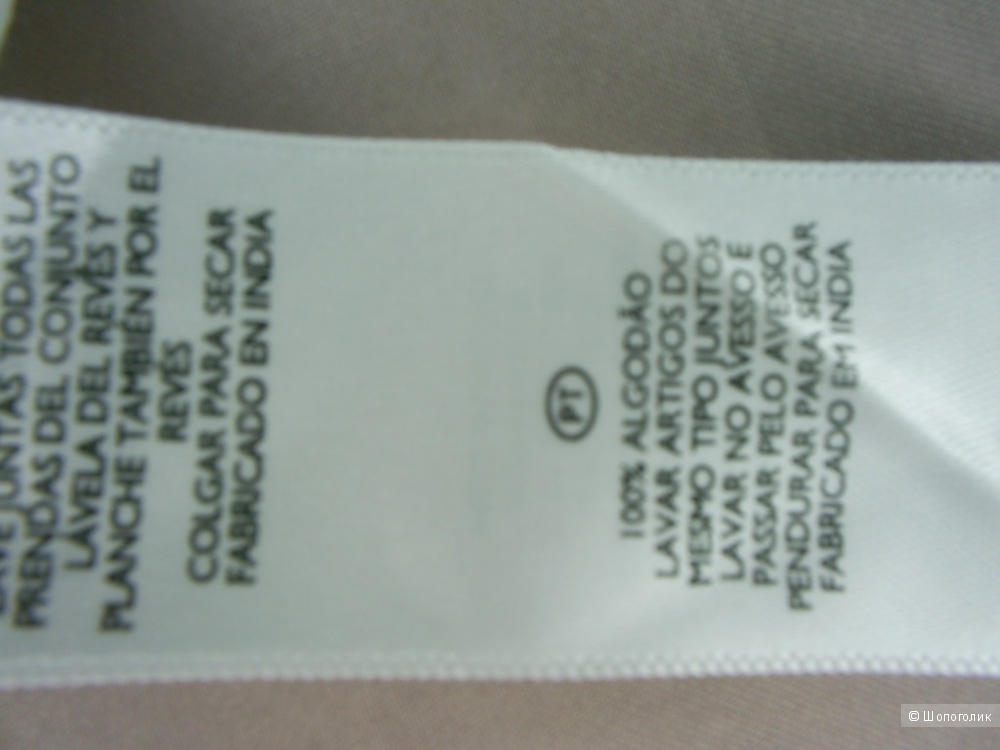 JUNTAS TODAS LAS
PRENDAS DEL CONJUNTO
LÁVELA DEL REVÉS Y
PLANCHE TAMBIÉN POR EL
REVÉS
COLGAR PARA SECAR
FABRICADO EN INDIA
PT
100% ALGODÃO
LAVAR ARTIGOS DO
MESMO TIPO JUNTOS
LAVAR NO AVESSO E
PASSAR PELO AVESSO
PENDURAR PARA SECAR
FABRICADO EM INDIA
© Шопоголик